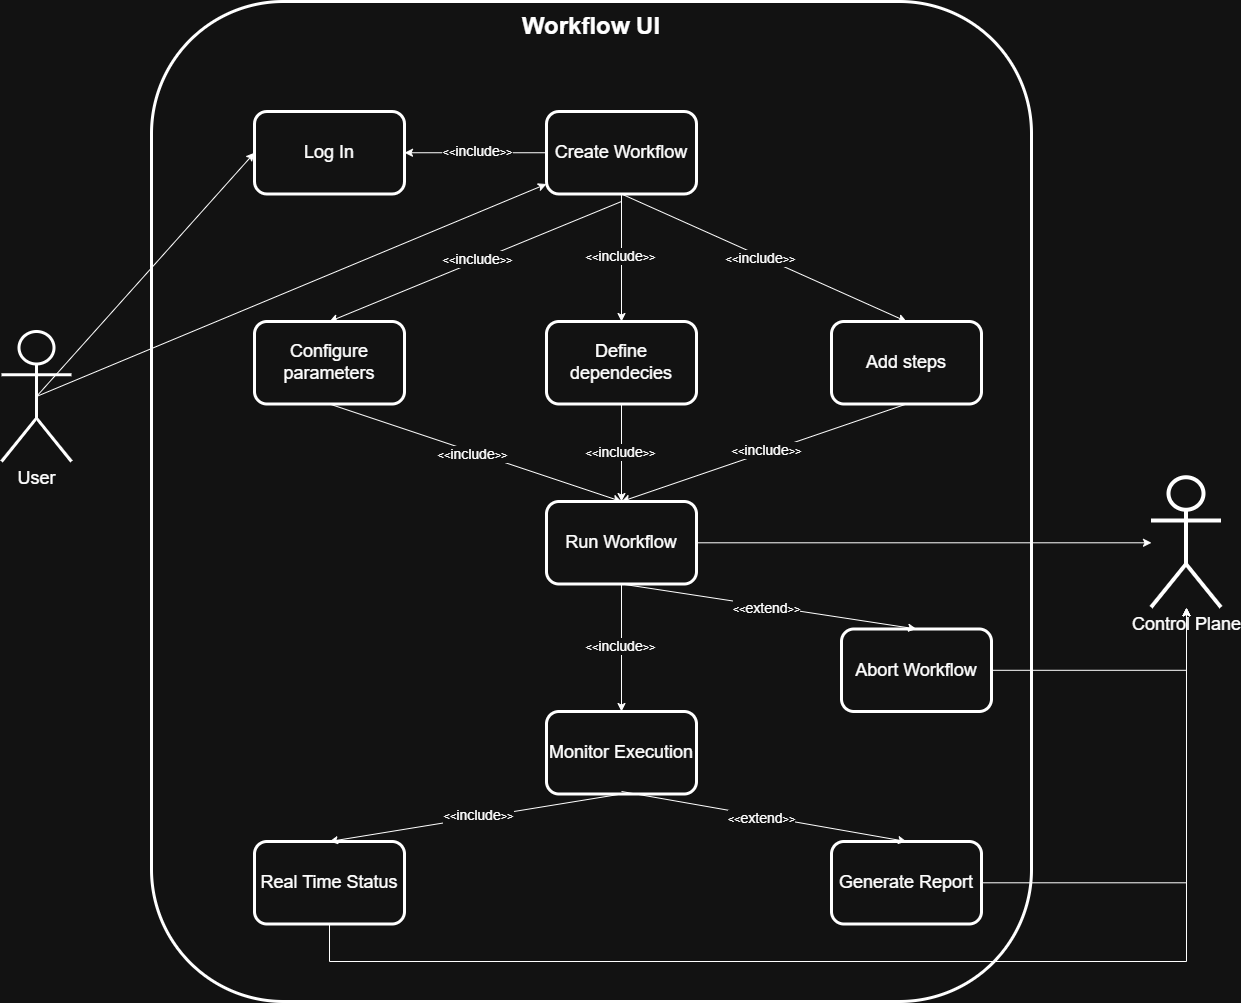 Workflow UI
Log In
<<include>>
Create Workflow
<<include>>
<<include>>
<<include>>
Configure
parameters
Define
dependecies
Add steps
User
<<include>>
<<include>>
<<include>>
Run Workflow
<<extend>>
Control Plane
<<include>>
Abort Workflow
Monitor Execution
<<include>>
<<extend>>
Real Time Status
Generate Report